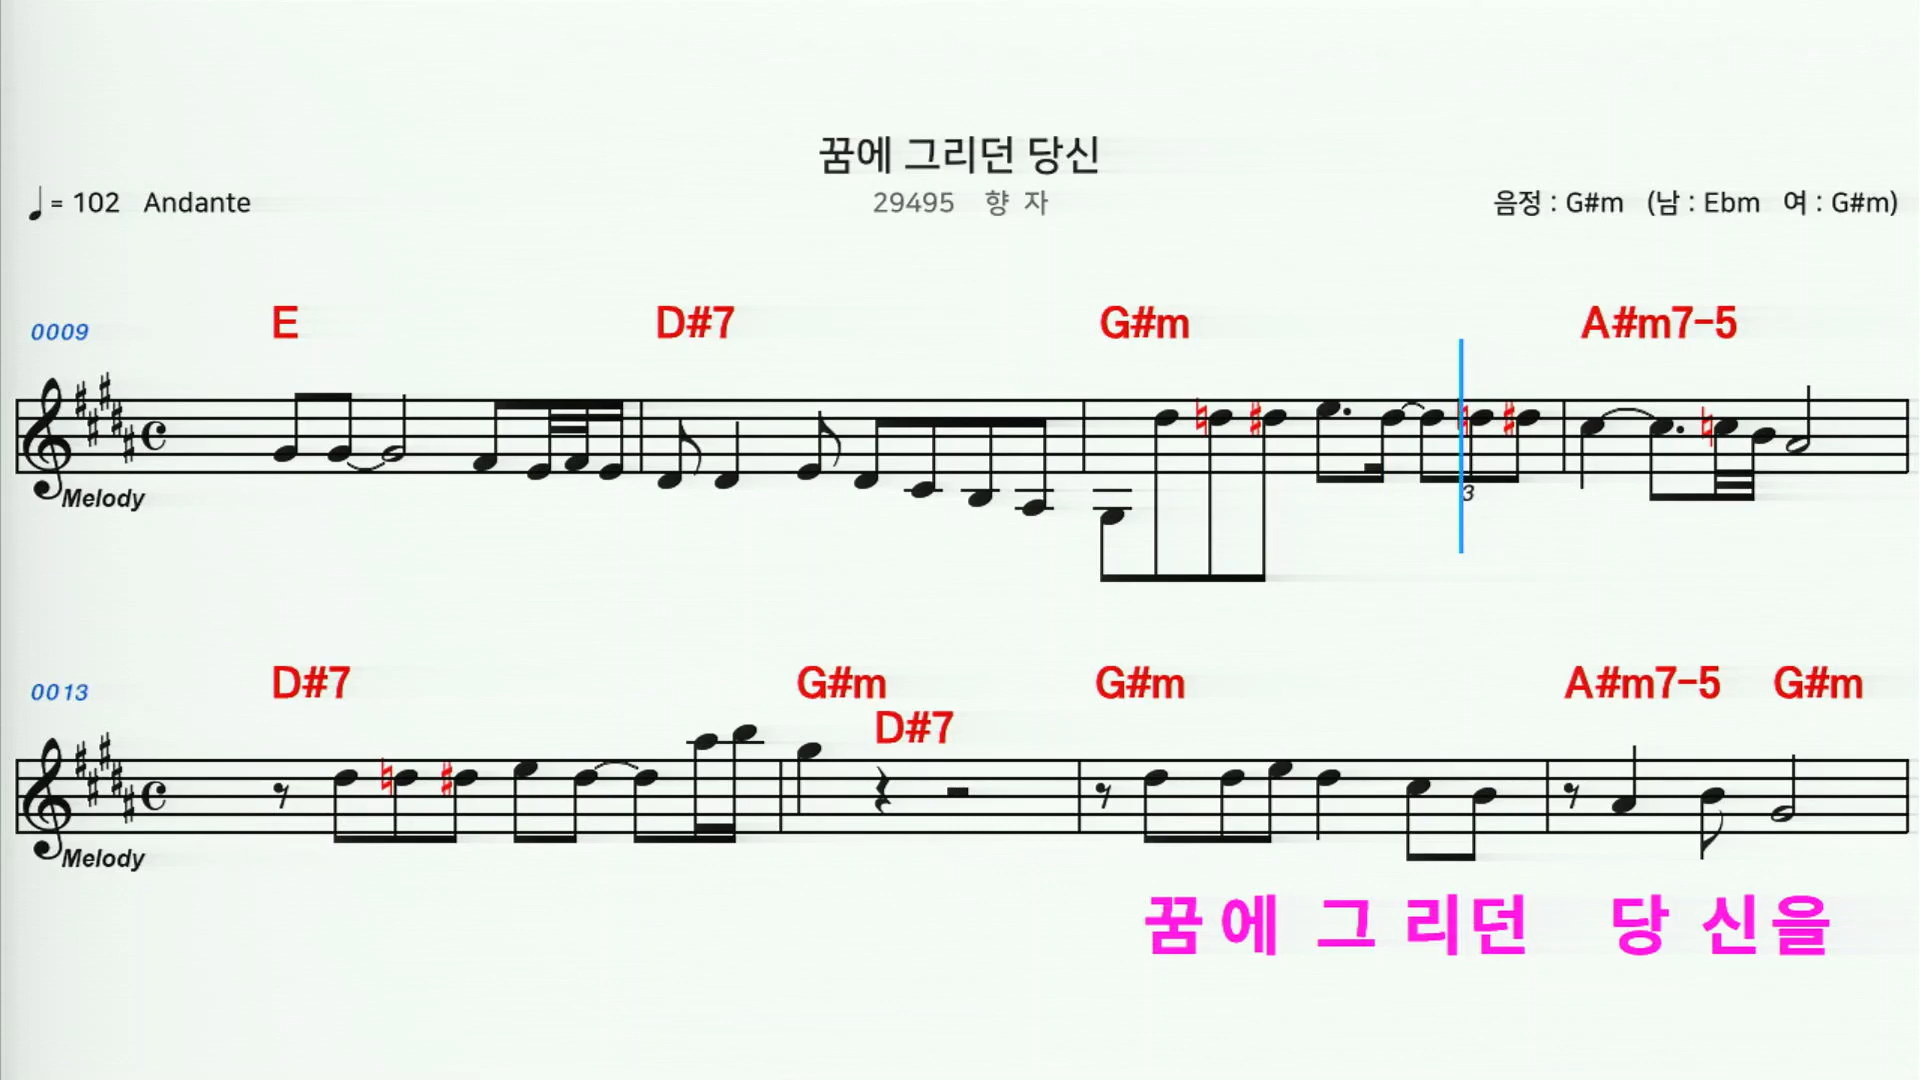 꿈에 그리던 당신
♩= 102 Andante
29495 향 자
음정 : G#m (남 : Ebm 여 : G#m)
0009
E D#7 G#m A#m7-5
Melody
3
0013
D#7 G#m G#m A#m7-5 G#m
D#7
Melody
꿈에 그리던 당신을